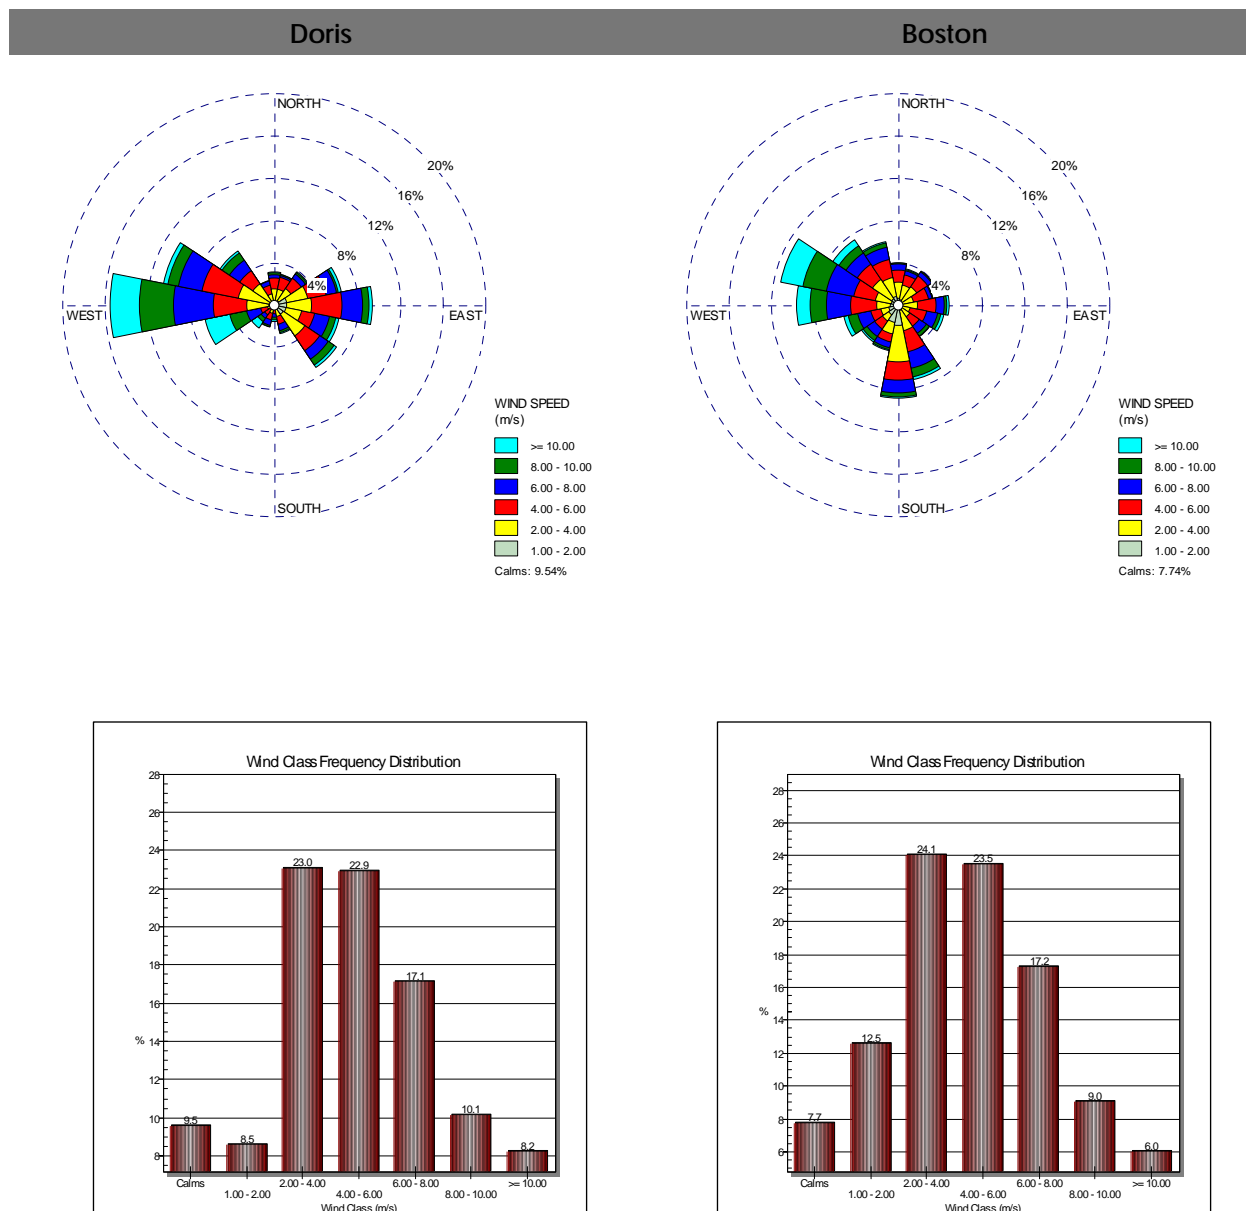 Doris
Boston
NORTH
20%
16%
12%
8%
4%
WEST
EAST
SOUTH
WIND SPEED
(m/s)
>= 10.00
8.00 - 10.00
6.00 - 8.00
4.00 - 6.00
2.00 - 4.00
1.00 - 2.00
Calms: 9.54%
NORTH
20%
16%
12%
8%
4%
WEST
EAST
SOUTH
WIND SPEED
(m/s)
>= 10.00
8.00 - 10.00
6.00 - 8.00
4.00 - 6.00
2.00 - 4.00
1.00 - 2.00
Calms: 7.74%
Wind Class Frequency Distribution
28
26
24
22
20
18
16
% 14
12
10
8
9.5
8.5
23.0
22.9
17.1
10.1
8.2
Calms
1.00 - 2.00
2.00 - 4.00
4.00 - 6.00
6.00 - 8.00
8.00 - 10.00
>= 10.00
Wind Class (m/s)
Wind Class Frequency Distribution
28
26
24
22
20
18
16
%
14
12
10
8
6
7.7
12.5
24.1
23.5
17.2
9.0
6.0
Calms
1.00 - 2.00
2.00 - 4.00
4.00 - 6.00
6.00 - 8.00
8.00 - 10.00
>= 10.00
Wind Class (m/s)